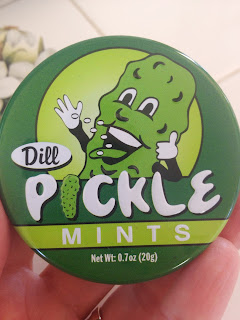 Dill
PICKLE
MINTS
Net Wt: 0.7oz (20g)